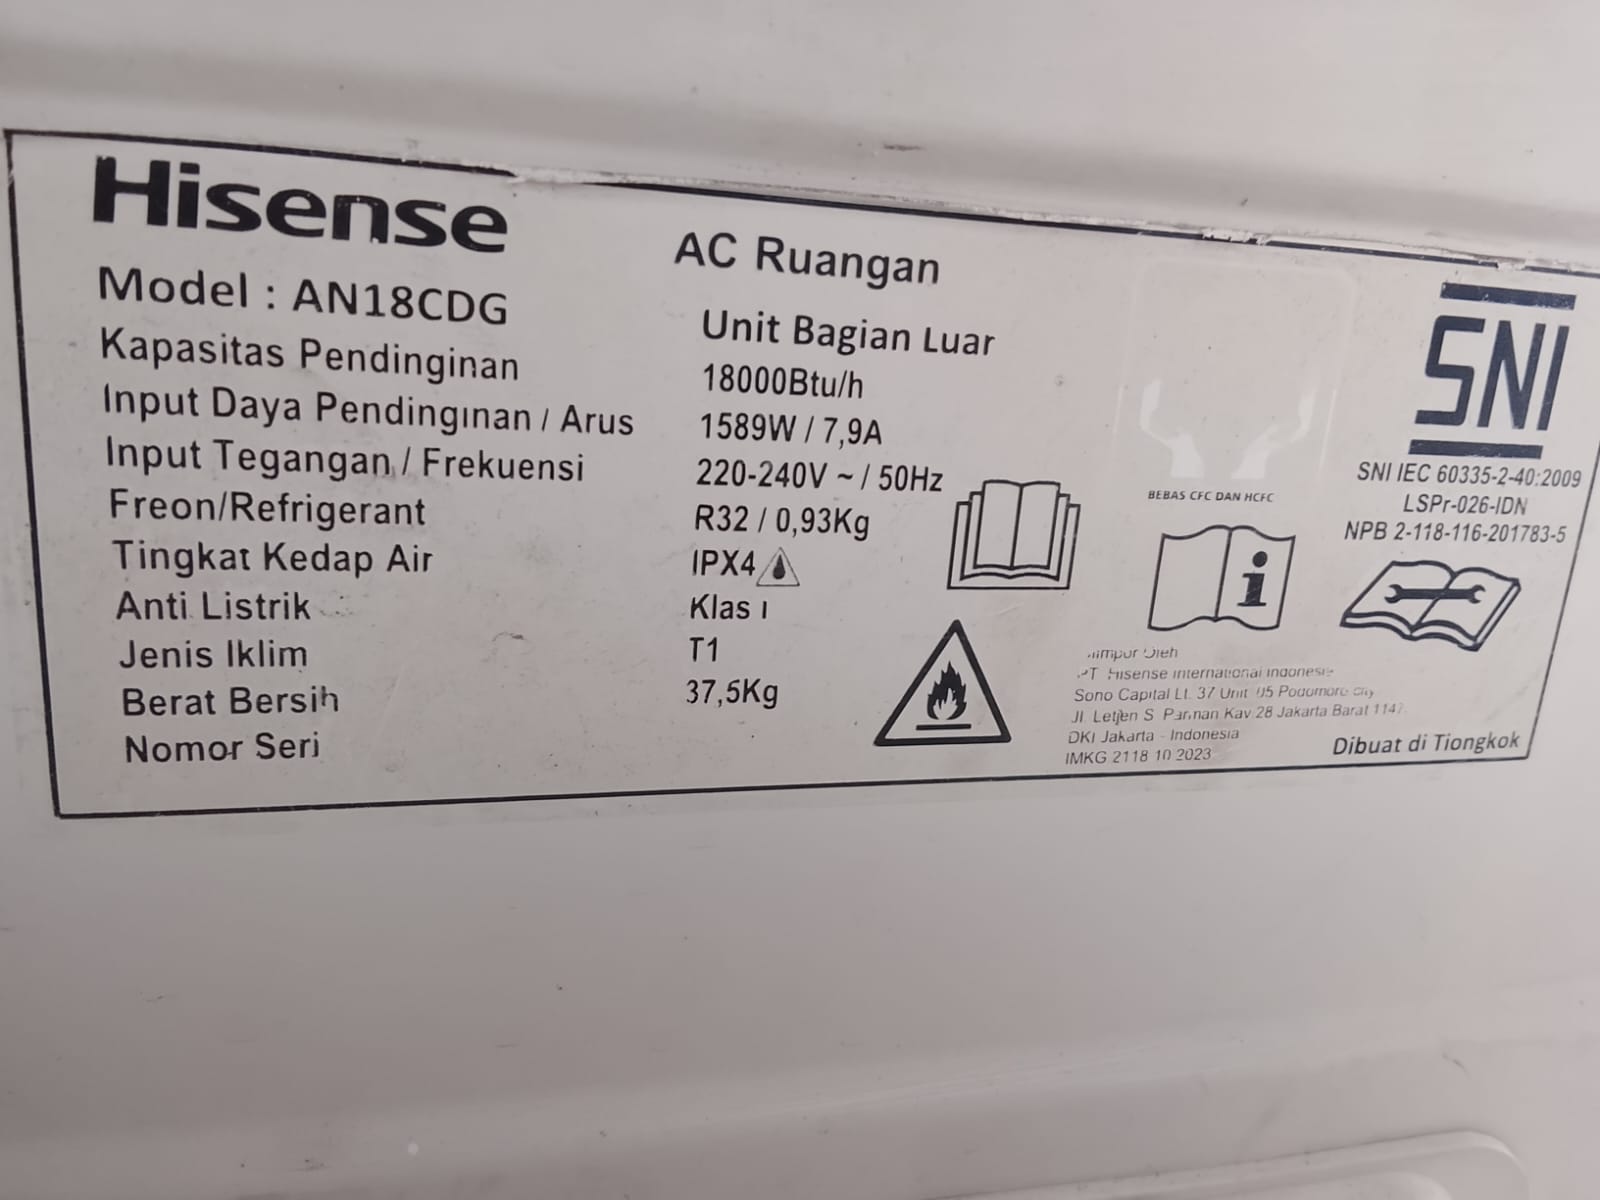 Hisense
AC Ruangan
Model : AN18CDG
Unit Bagian Luar
Kapasitas Pendinginan 18000Btu/h
Input Daya Pendinginan / Arus 1589W / 7,9A
Input Tegangan / Frekuensi 220-240V ~ / 50Hz
Freon/Refrigerant R32 / 0,93Kg
Tingkat Kedap Air IPX4
Anti Listrik Klas I
Jenis Iklim T1
Berat Bersih 37,5Kg
Nomor Seri
BEBAS CFC DAN HCFC
SNI
SNI IEC 60335-2-40:2009
LSPr-026-IDN
NPB 2-118-116-201783-5
Oleh
PT Hisense International Indonesia
Sono Capital Lt. 37 Unit 05 Podomoro City
Jl. Letjen S Parman Kav 28 Jakarta Barat
DKI Jakarta - Indonesia
IMKG 2118 10 2023
Dibuat di Tiongkok